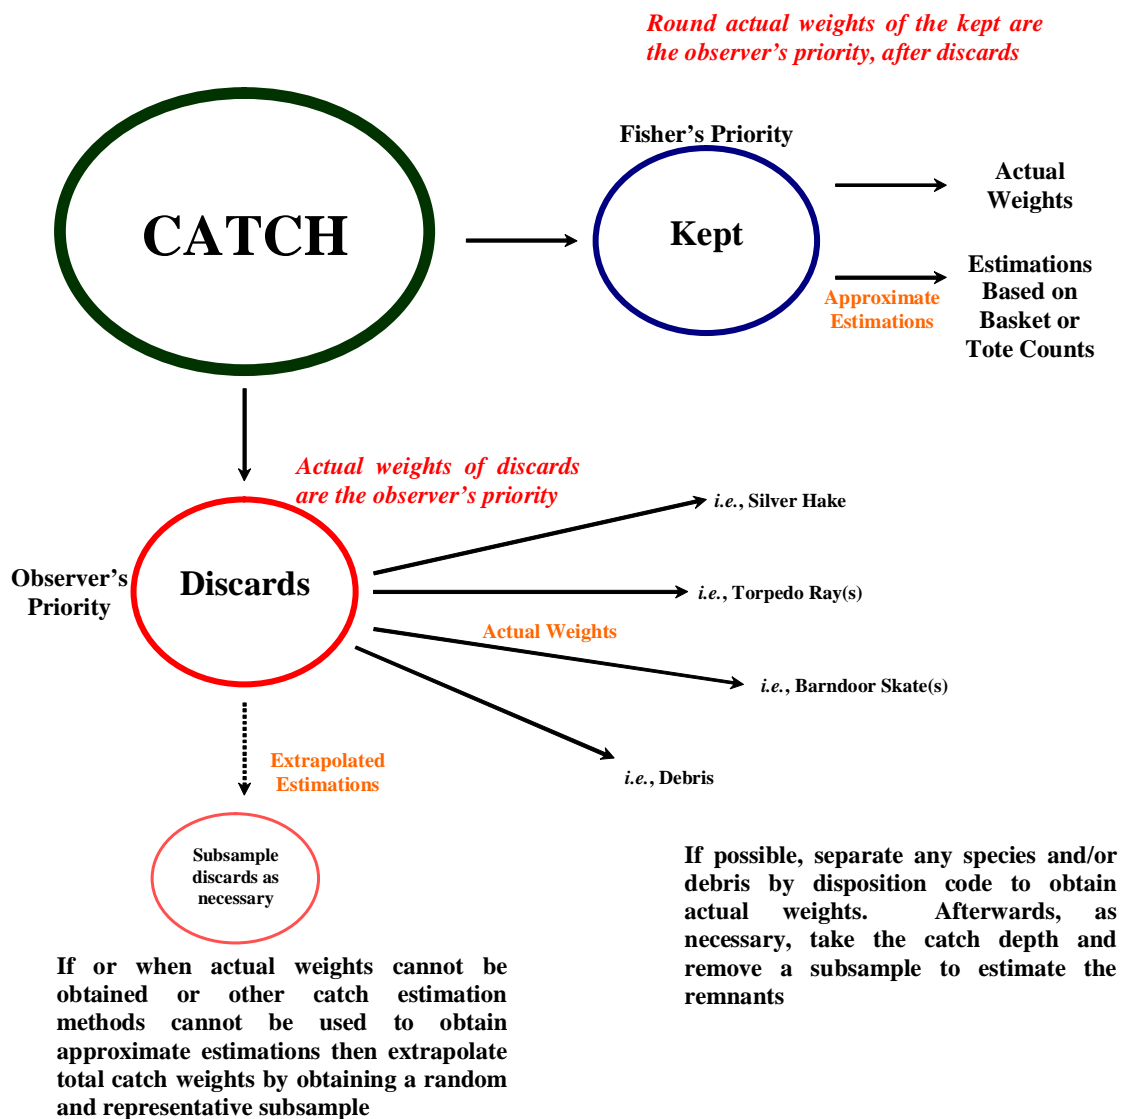 Round actual weights of the kept are
the observer's priority, after discards
Fisher's Priority
CATCH
Kept
Actual
Weights
Approximate
Estimations
Estimations
Based on
Basket or
Tote Counts
Actual weights of discards
are the observer's priority
Observer's
Priority
Discards
i.e., Silver Hake
i.e., Torpedo Ray(s)
Actual Weights
i.e., Barndoor Skate(s)
i.e., Debris
Extrapolated
Estimations
Subsample
discards as
necessary
If or when actual weights cannot be
obtained or other catch estimation
methods cannot be used to obtain
approximate estimations then extrapolate
total catch weights by obtaining a random
and representative subsample
If possible, separate any species and/or
debris by disposition code to obtain
actual weights. Afterwards, as
necessary, take the catch depth and
remove a subsample to estimate the
remnants